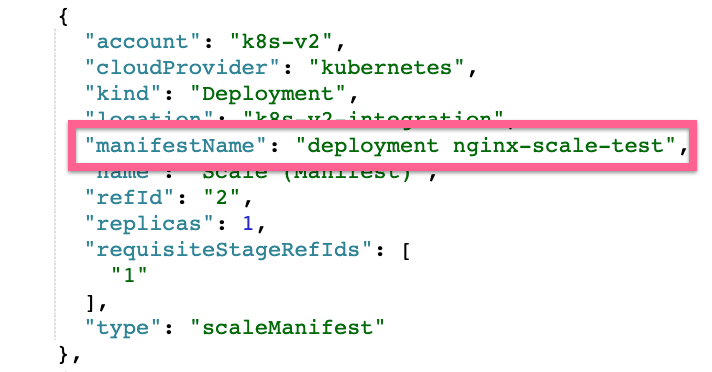 {
"account": "k8s-v2",
"cloudProvider": "kubernetes",
"kind": "Deployment",
"location": "k8s-v2-integration",
"manifestName": "deployment nginx-scale-test",
"name": "Scale (Manifest)",
"refId": "2",
"replicas": 1,
"requisiteStageRefIds": [
"1"
],
"type": "scaleManifest"
},